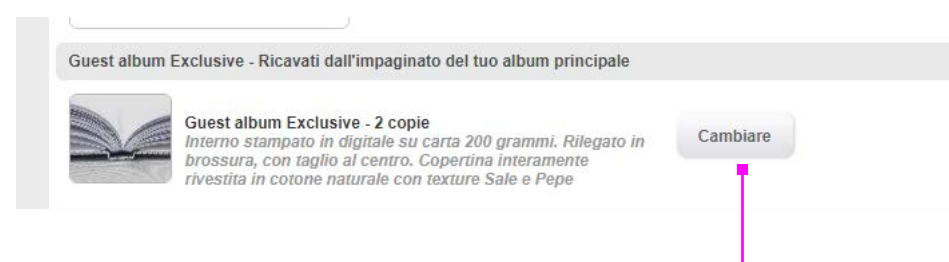 Guest album Exclusive - Ricavati dall'impaginato del tuo album principale
Guest album Exclusive - 2 copie
Interno stampato in digitale su carta 200 grammi. Rilegato in
brossura, con taglio al centro. Copertina interamente
rivestita in cotone naturale con texture Sale e Pepe
Cambiare